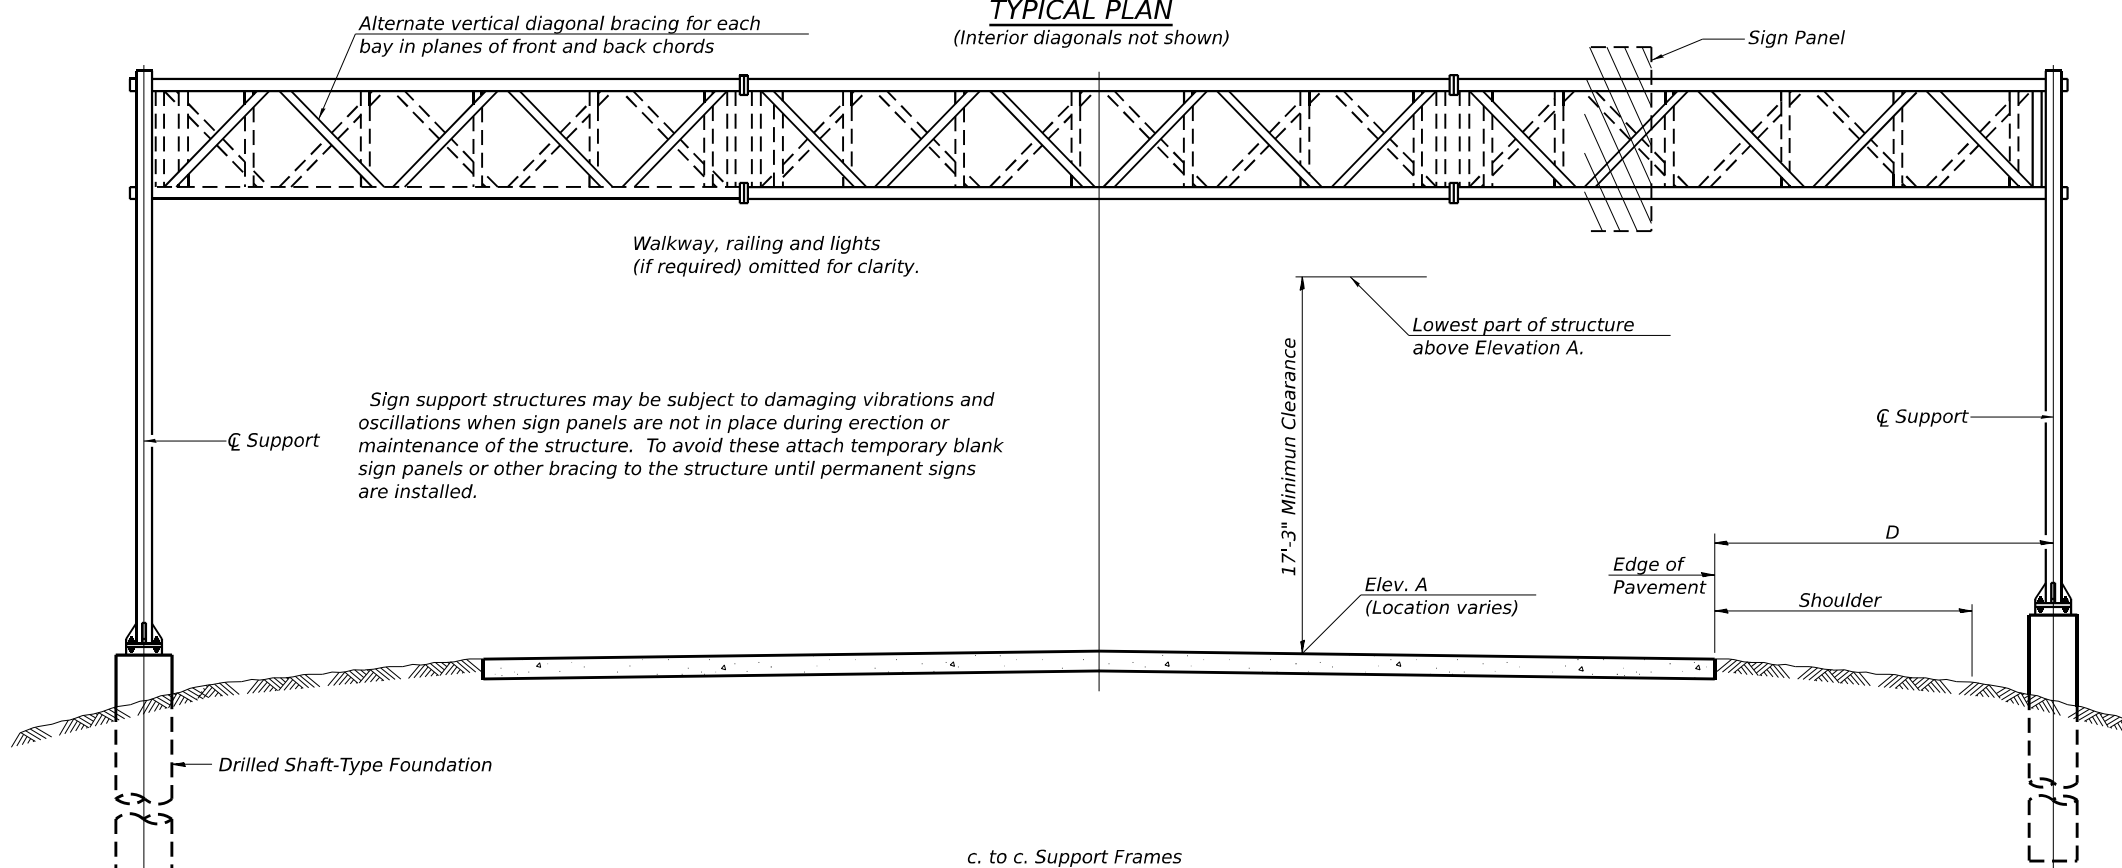 TYPICAL PLAN
(Interior diagonals not shown)
Alternate vertical diagonal bracing for each
bay in planes of front and back chords
Sign Panel
Walkway, railing and lights
(if required) omitted for clarity.
Lowest part of structure
above Elevation A.
17'-3" Minimun Clearance
Sign support structures may be subject to damaging vibrations and
oscillations when sign panels are not in place during erection or
maintenance of the structure. To avoid these attach temporary blank
sign panels or other bracing to the structure until permanent signs
are installed.
℄ Support
℄ Support
D
Edge of
Pavement
Elev. A
(Location varies)
Shoulder
Drilled Shaft-Type Foundation
c. to c. Support Frames